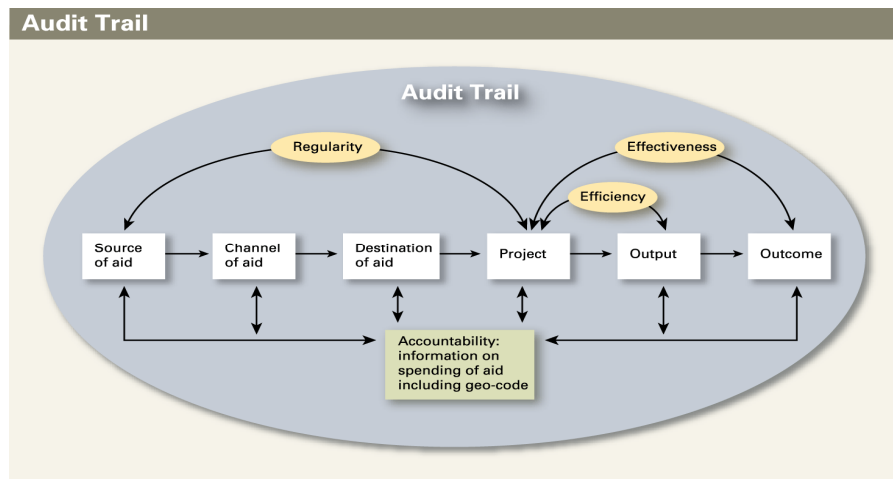 Audit Trail
Audit Trail
Regularity
Effectiveness
Efficiency
Source
of aid
Channel
of aid
Destination
of aid
Project
Output
Outcome
Accountability:
information on
spending of aid
including geo-code